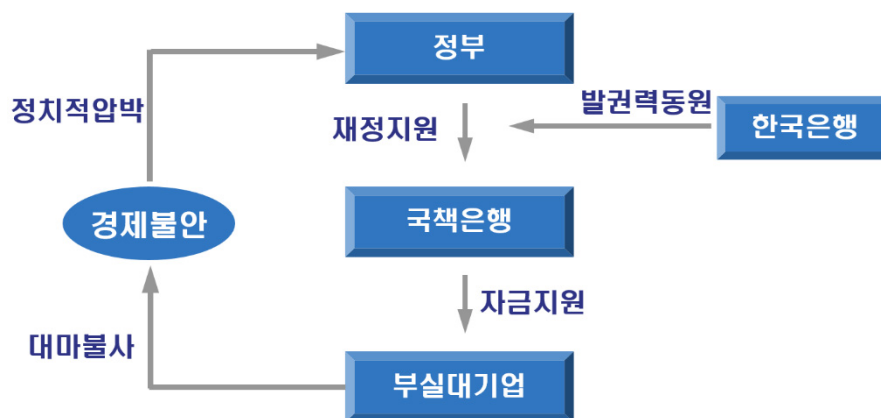 정부
정치적압박
발권력동원
재정지원
한국은행
경제불안
국책은행
자금지원
대마불사
부실대기업